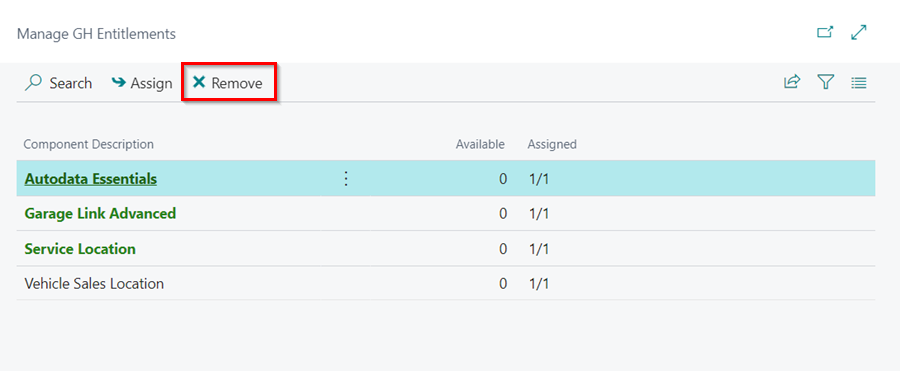 Manage GH Entitlements
Search Assign Remove
Component Description Available Assigned
Autodata Essentials 0 1/1
Garage Link Advanced 0 1/1
Service Location 0 1/1
Vehicle Sales Location 0 1/1